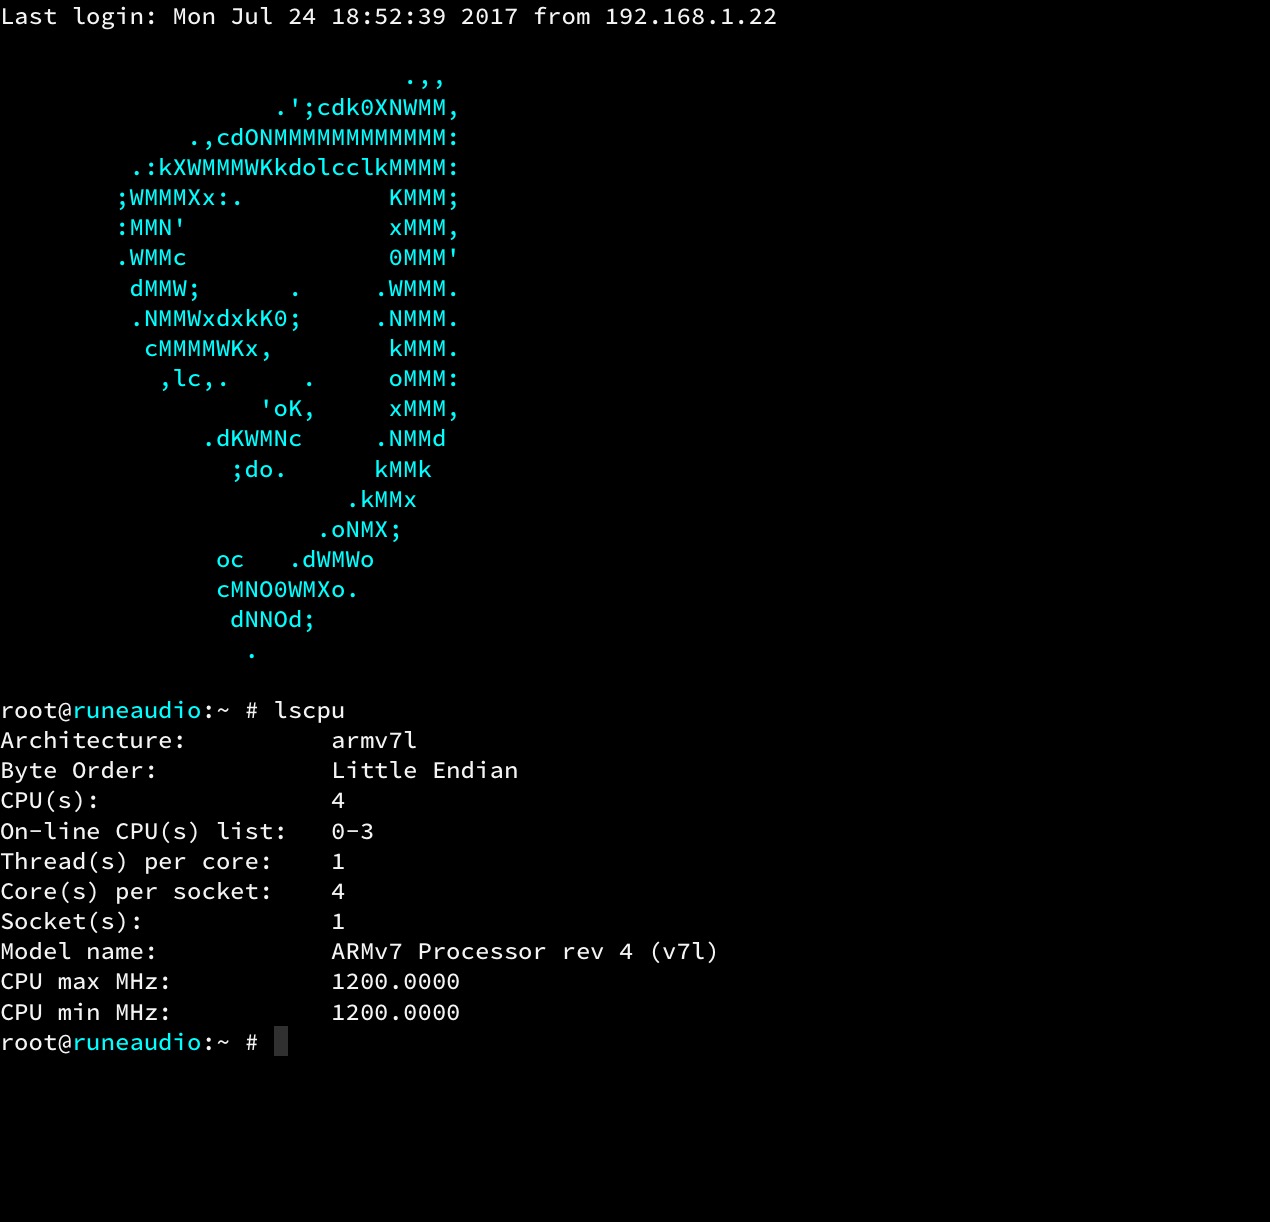 Last login: Mon Jul 24 18:52:39 2017 from 192.168.1.22
                            .,,
                   .';cdk0XNWMM,
             .,cdONMMMMMMMMMMMM:
         .:kXWMMMWKkdolcclkMMMM:
        ;WMMMXx:.          KMMM;
        :MMN'              xMMM,
        .WMMc              0MMM'
         dMMW;      .     .WMMM.
         .NMMWxdxkK0;     .NMMM.
          cMMMMWKx,        kMMM.
           ,lc,.     .     oMMM:
                  'oK,     xMMM,
              .dKWMNc     .NMMd
                ;do.      kMMk
                        .kMMx
                      .oNMX;
               oc   .dWMWo
               cMNO0WMXo.
                dNNOd;
                 .
root@runeaudio:~ # lscpu
Architecture:          armv7l
Byte Order:            Little Endian
CPU(s):                4
On-line CPU(s) list:   0-3
Thread(s) per core:    1
Core(s) per socket:    4
Socket(s):             1
Model name:            ARMv7 Processor rev 4 (v7l)
CPU max MHz:           1200.0000
CPU min MHz:           1200.0000
root@runeaudio:~ #